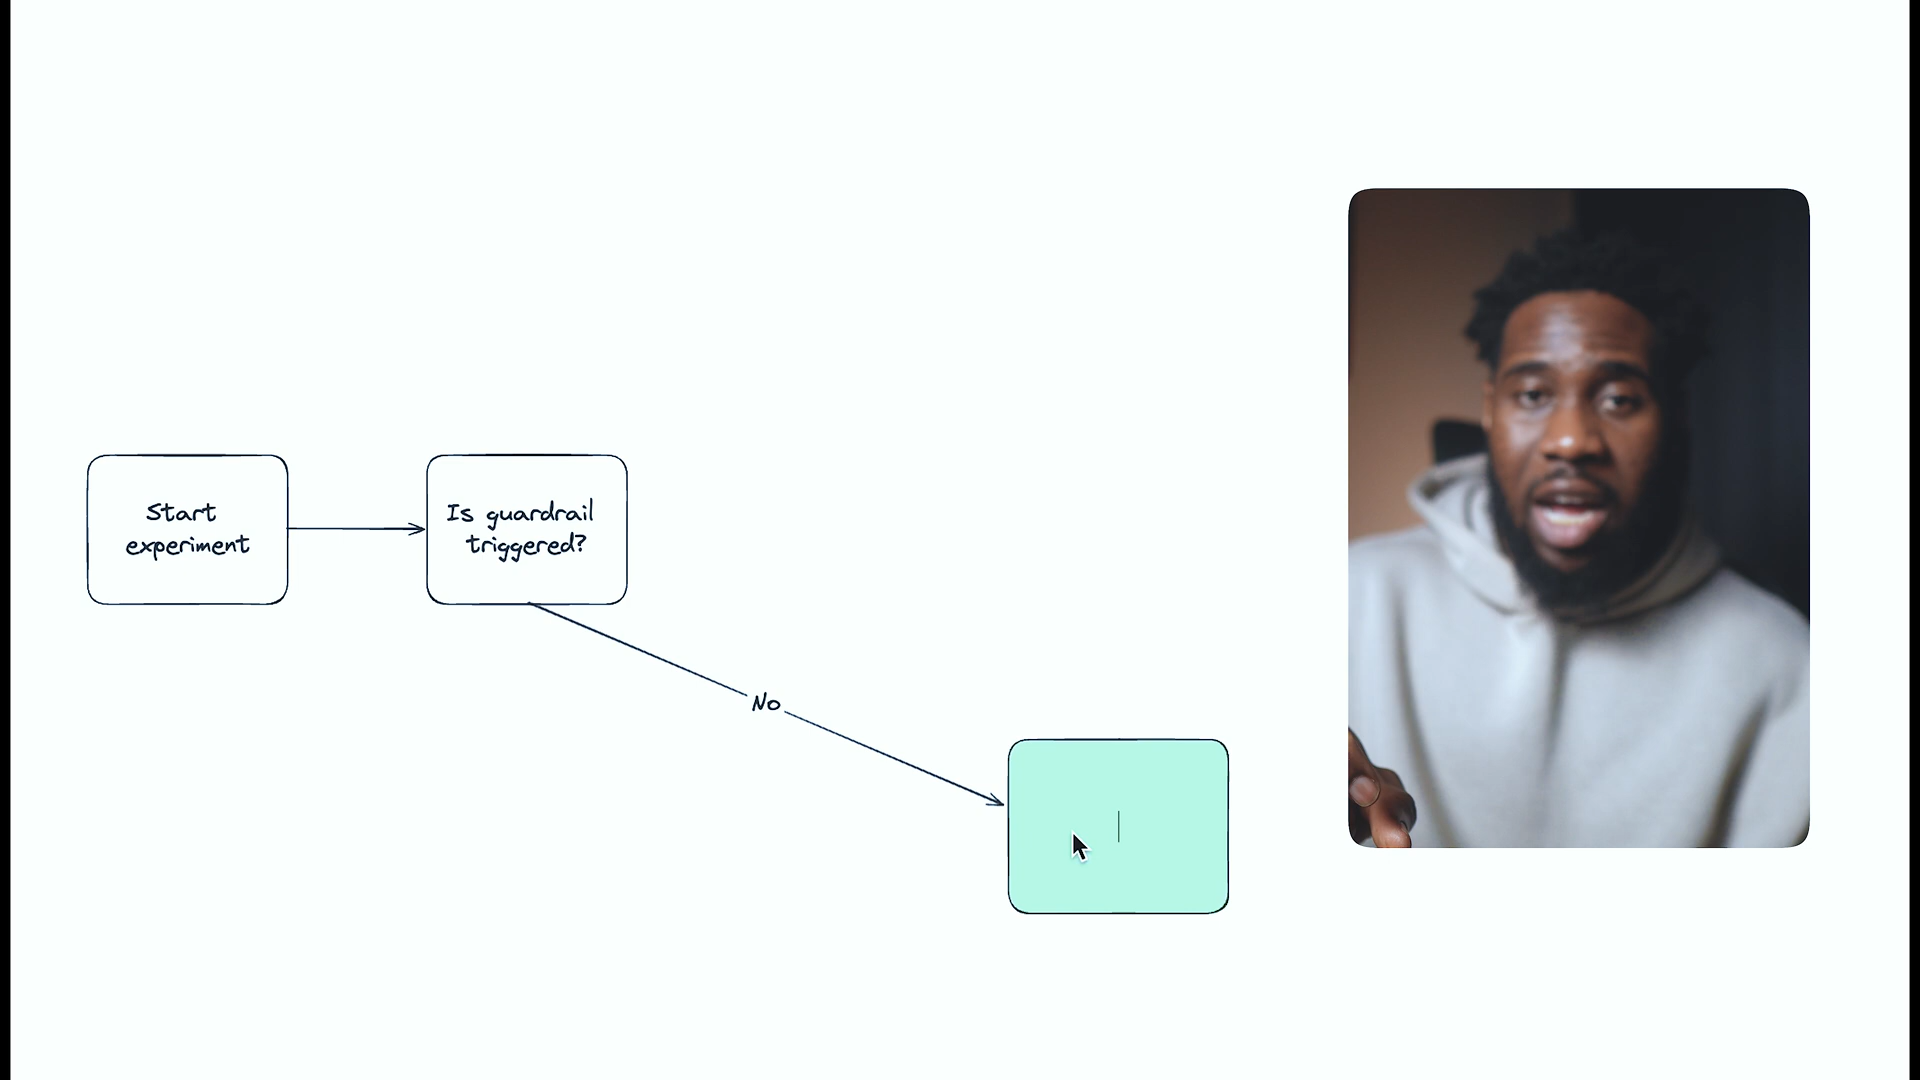 Start
experiment
Is guardrail
triggered?
No